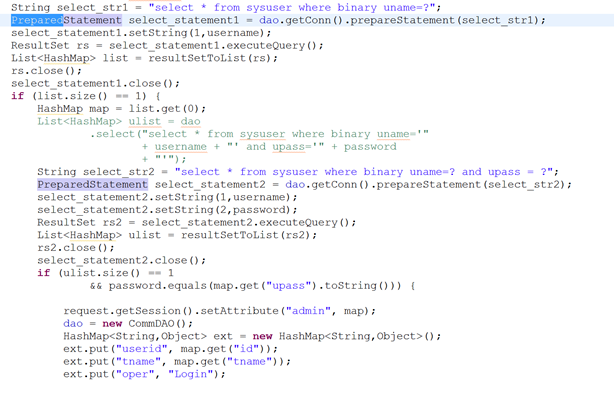 String select_str1 = "select * from sysuser where binary uname=?";
PreparedStatement select_statement1 = dao.getConn().prepareStatement(select_str1);
select_statement1.setString(1,username);
ResultSet rs = select_statement1.executeQuery();
List<HashMap> list = resultSetToList(rs);
rs.close();
select_statement1.close();
if (list.size() == 1) {
HashMap map = list.get(0);
List<HashMap> ulist = dao
.select("select * from sysuser where binary uname='"
+ username + "' and upass='" + password
+ "'");
String select_str2 = "select * from sysuser where binary uname=? and upass = ?";
PreparedStatement select_statement2 = dao.getConn().prepareStatement(select_str2);
select_statement2.setString(1,username);
select_statement2.setString(2,password);
ResultSet rs2 = select_statement2.executeQuery();
List<HashMap> ulist = resultSetToList(rs2);
rs2.close();
select_statement2.close();
if (ulist.size() == 1
&& password.equals(map.get("upass").toString())) {
request.getSession().setAttribute("admin", map);
dao = new CommDAO();
HashMap<String,Object> ext = new HashMap<String,Object>();
ext.put("userid", map.get("id"));
ext.put("tname", map.get("tname"));
ext.put("oper", "Login");